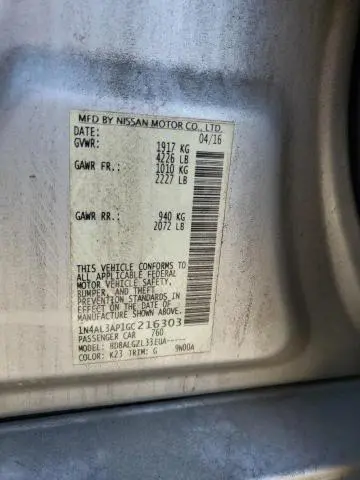 MFD BY NISSAN MOTOR CO., LTD.
DATE: 04/16
GVWR: 1917 KG
4226 LB
GAWR FR.: 1010 KG
2227 LB
GAWR RR.: 940 KG
2072 LB
THIS VEHICLE CONFORMS TO
ALL APPLICABLE FEDERAL
MOTOR VEHICLE SAFETY,
BUMPER, AND THEFT
PREVENTION STANDARDS IN
EFFECT ON THE DATE OF
MANUFACTURE SHOWN ABOVE.
1N4AL3AP1GC216303
PASSENGER CAR 760
MODEL: BDBALGZL33EUA-----
COLOR: K23 TRIM: G 9N00A